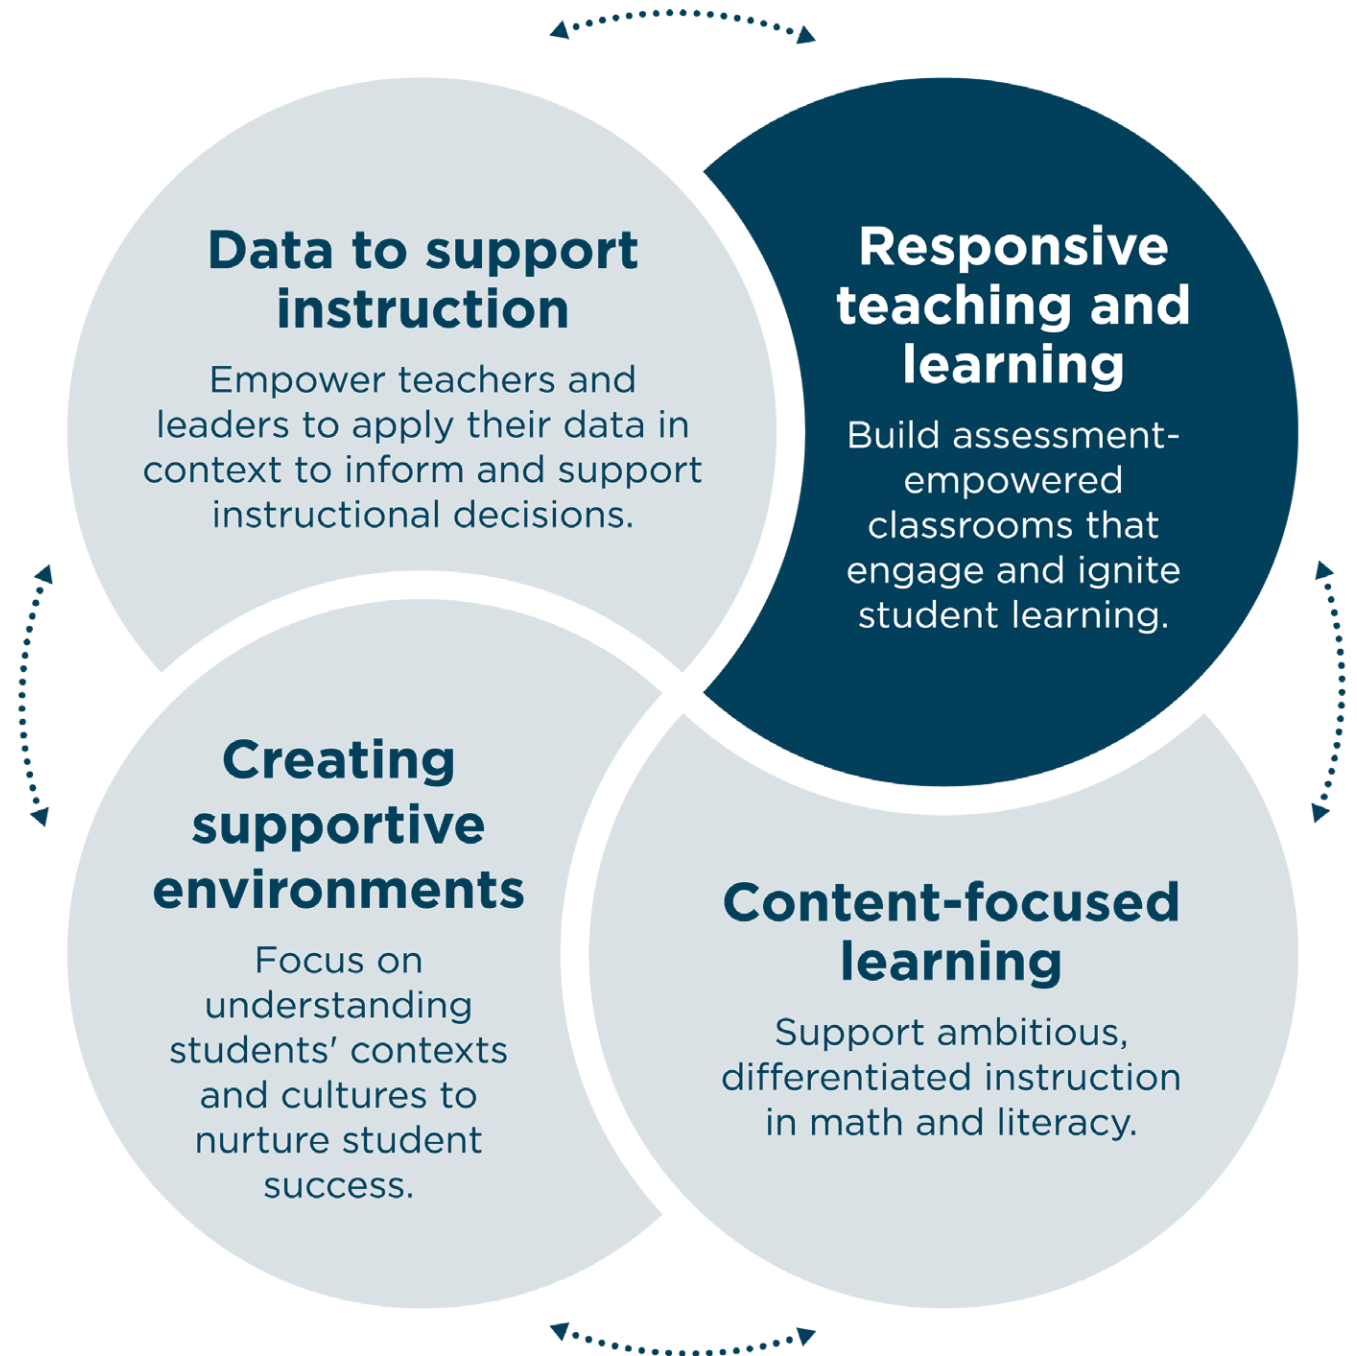 Data to support
instruction
Empower teachers and
leaders to apply their data in
context to inform and support
instructional decisions.
Responsive
teaching and
learning
Build assessment-
empowered
classrooms that
engage and ignite
student learning.
Creating
supportive
environments
Focus on
understanding
students' contexts
and cultures to
nurture student
success.
Content-focused
learning
Support ambitious,
differentiated instruction
in math and literacy.